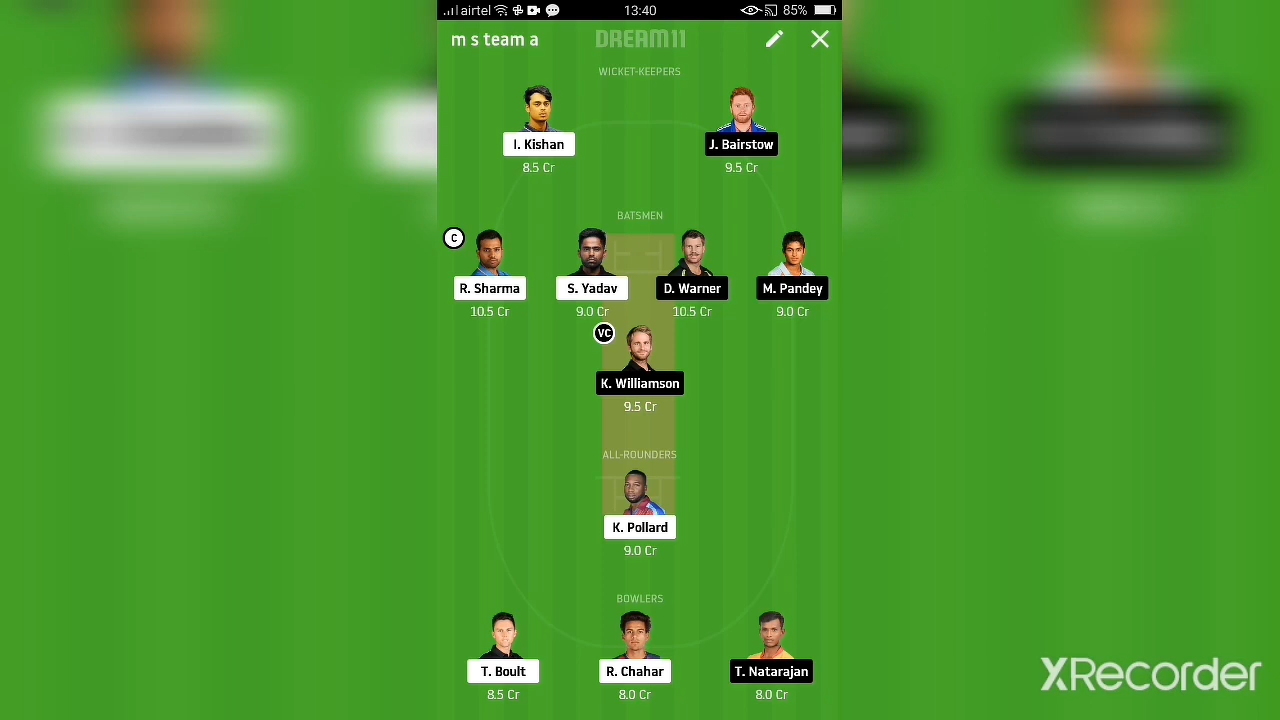 airtel 13:40 85%
m s team a DREAM11
WICKET-KEEPERS
I. Kishan J. Bairstow
8.5 Cr 9.5 Cr
BATSMEN
C
R. Sharma S. Yadav D. Warner M. Pandey
10.5 Cr 9.0 Cr 10.5 Cr 9.0 Cr
VC
K. Williamson
9.5 Cr
ALL-ROUNDERS
K. Pollard
9.0 Cr
BOWLERS
T. Boult R. Chahar T. Natarajan
8.5 Cr 8.0 Cr 8.0 Cr
XRecorder